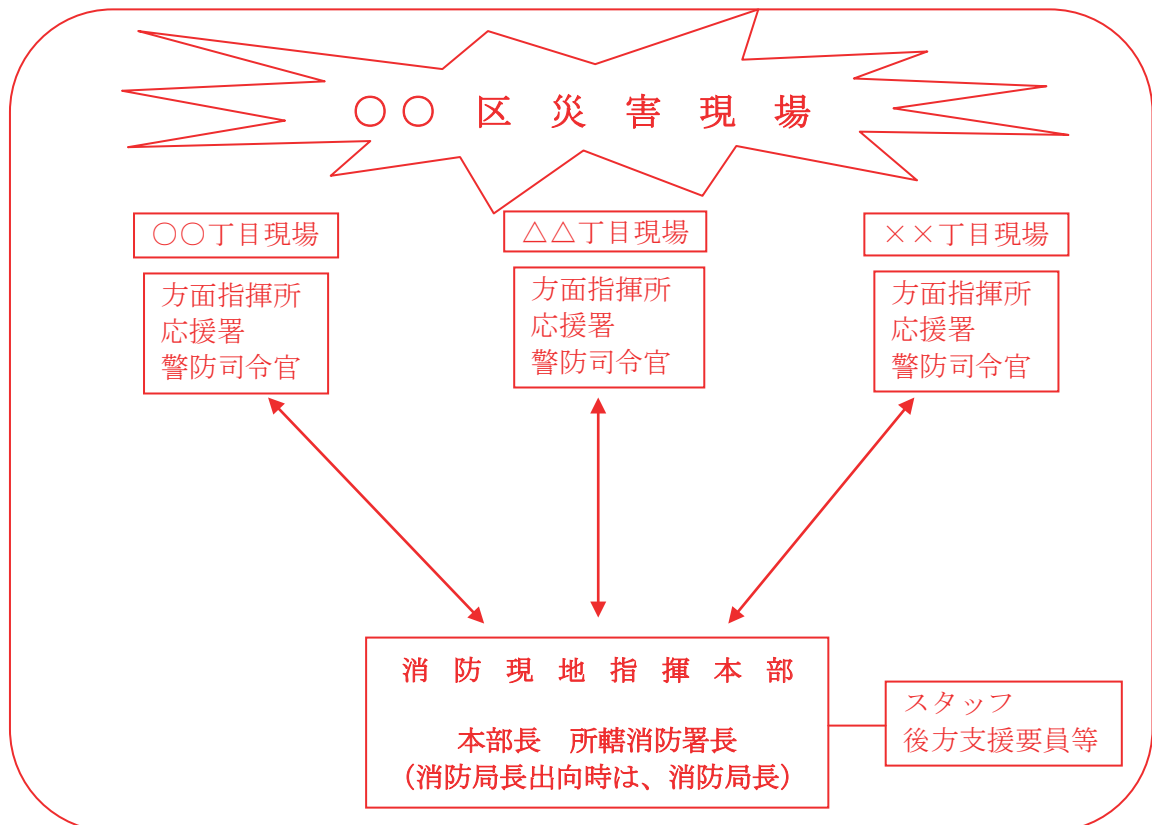 〇〇区災害現場
〇〇丁目現場
方面指揮所
応援署
警防司令官
△△丁目現場
方面指揮所
応援署
警防司令官
××丁目現場
方面指揮所
応援署
警防司令官
消防現地指揮本部
本部長　所轄消防署長
（消防局長出向時は、消防局長）
スタッフ
後方支援要員等